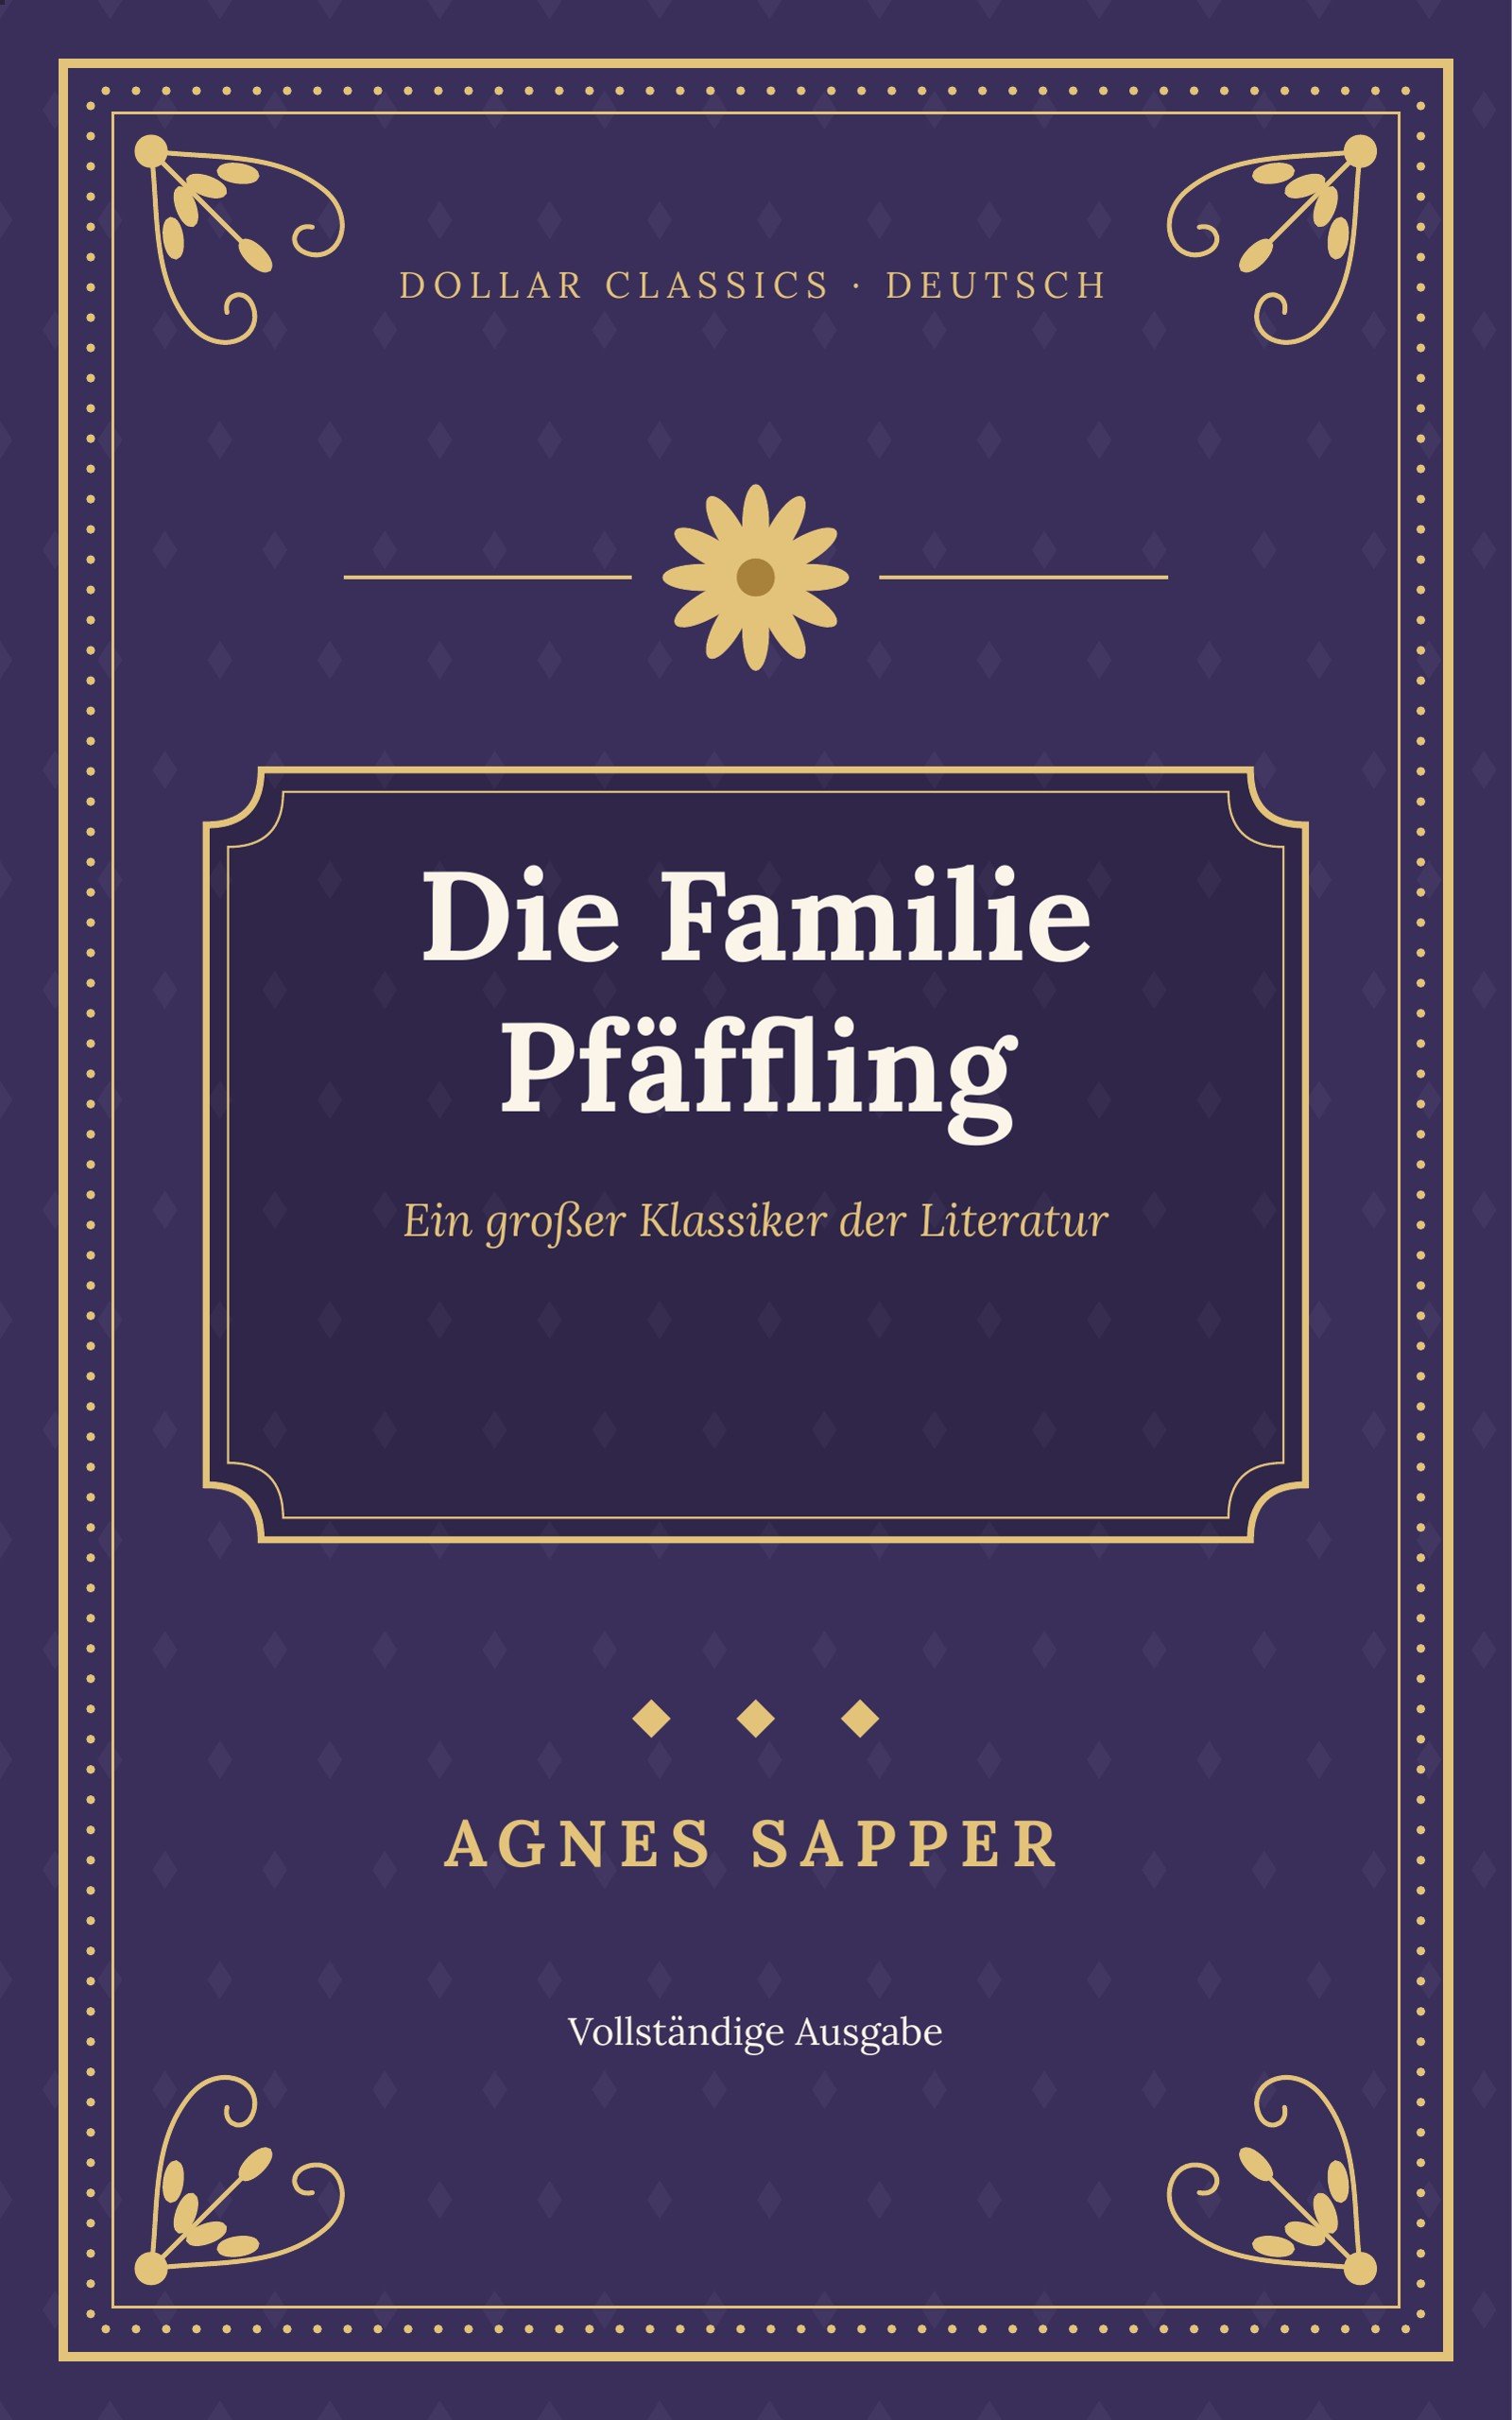 DOLLAR CLASSICS · DEUTSCH
Die Familie
Pfäffling
Ein großer Klassiker der Literatur
AGNES SAPPER
Vollständige Ausgabe